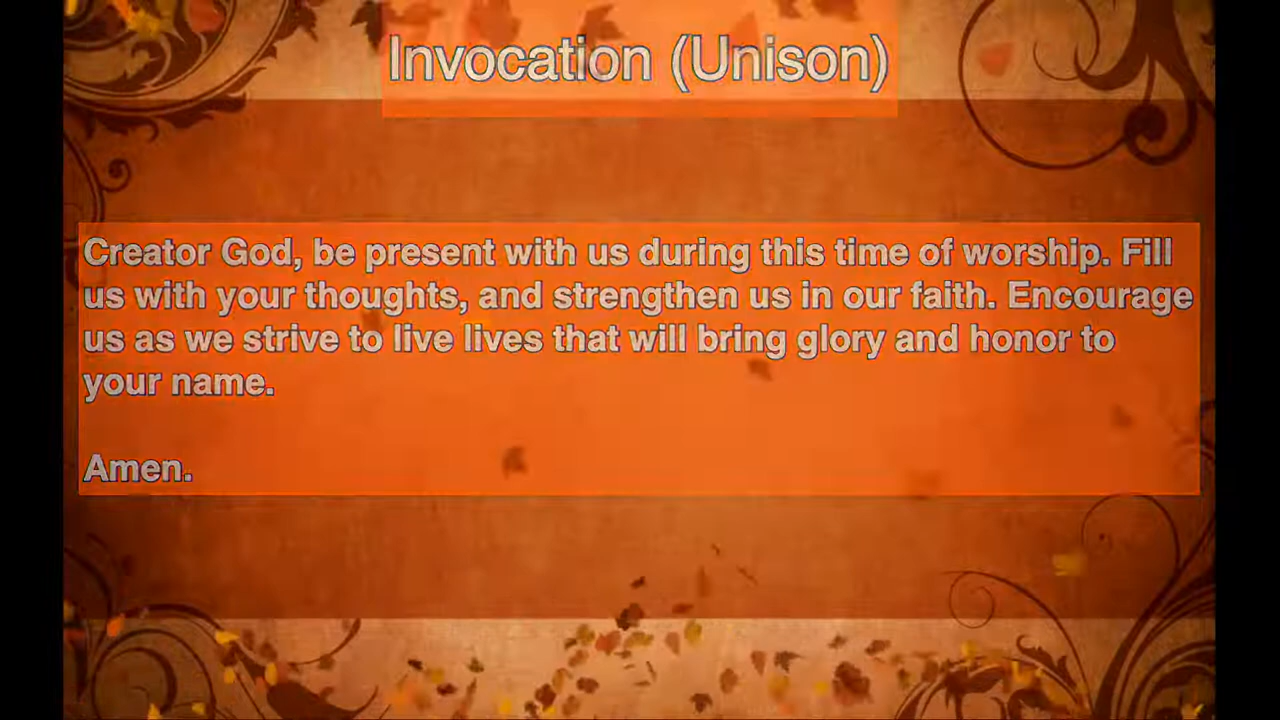 Invocation (Unison)
Creator God, be present with us during this time of worship. Fill
us with your thoughts, and strengthen us in our faith. Encourage
us as we strive to live lives that will bring glory and honor to
your name.
Amen.